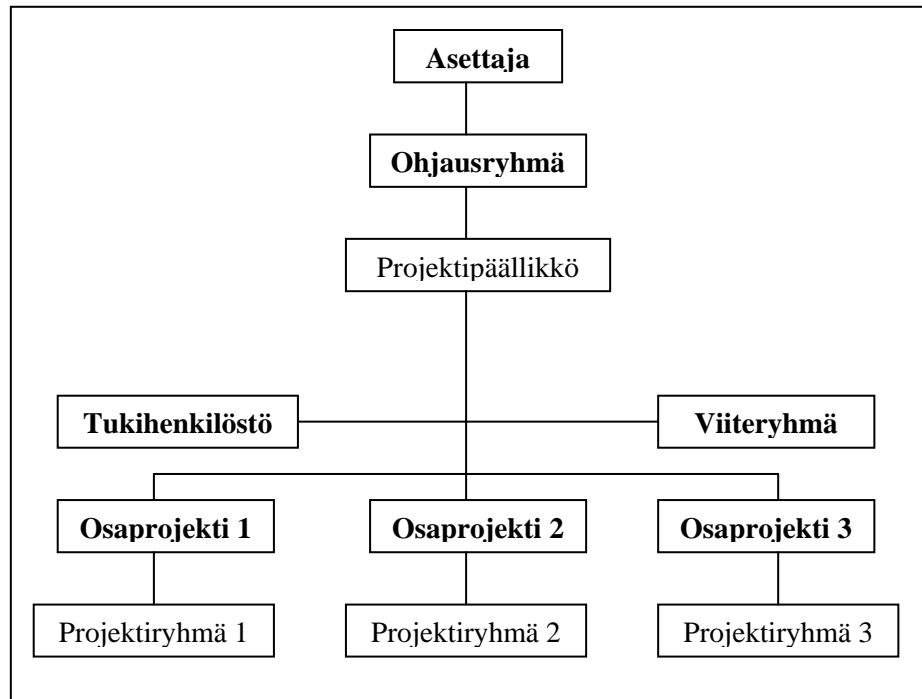 Asettaja
Ohjausryhmä
Projektipäällikkö
Tukihenkilöstö
Viiteryhmä
Osaprojekti 1
Osaprojekti 2
Osaprojekti 3
Projektiryhmä 1
Projektiryhmä 2
Projektiryhmä 3